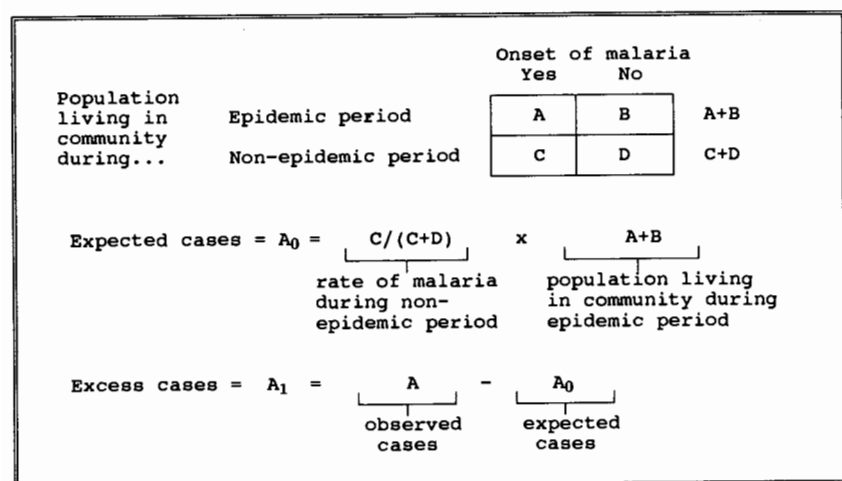 Onset of malaria
Yes No
Population
living in Epidemic period A B A+B
community
during... Non-epidemic period C D C+D
Expected cases = A₀ = C/(C+D) x A+B
rate of malaria population living
during non- in community during
epidemic period epidemic period
Excess cases = A₁ = A - A₀
observed expected
cases cases